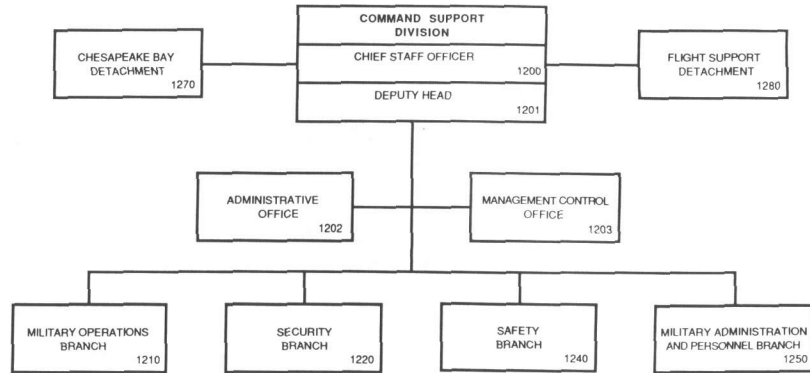 COMMAND SUPPORT
DIVISION
CHIEF STAFF OFFICER
1200
DEPUTY HEAD
1201
CHESAPEAKE BAY
DETACHMENT
1270
FLIGHT SUPPORT
DETACHMENT
1280
ADMINISTRATIVE
OFFICE
1202
MANAGEMENT CONTROL
OFFICE
1203
MILITARY OPERATIONS
BRANCH
1210
SECURITY
BRANCH
1220
SAFETY
BRANCH
1240
MILITARY ADMINISTRATION
AND PERSONNEL BRANCH
1250